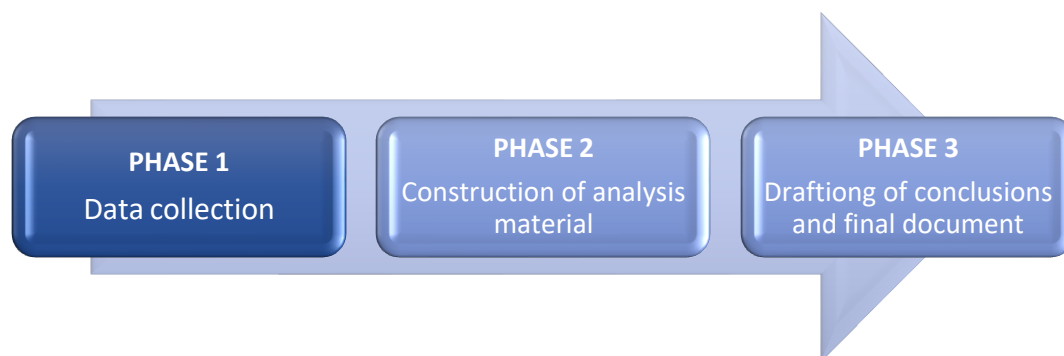 PHASE 1
Data collection
PHASE 2
Construction of analysis
material
PHASE 3
Draftiong of conclusions
and final document